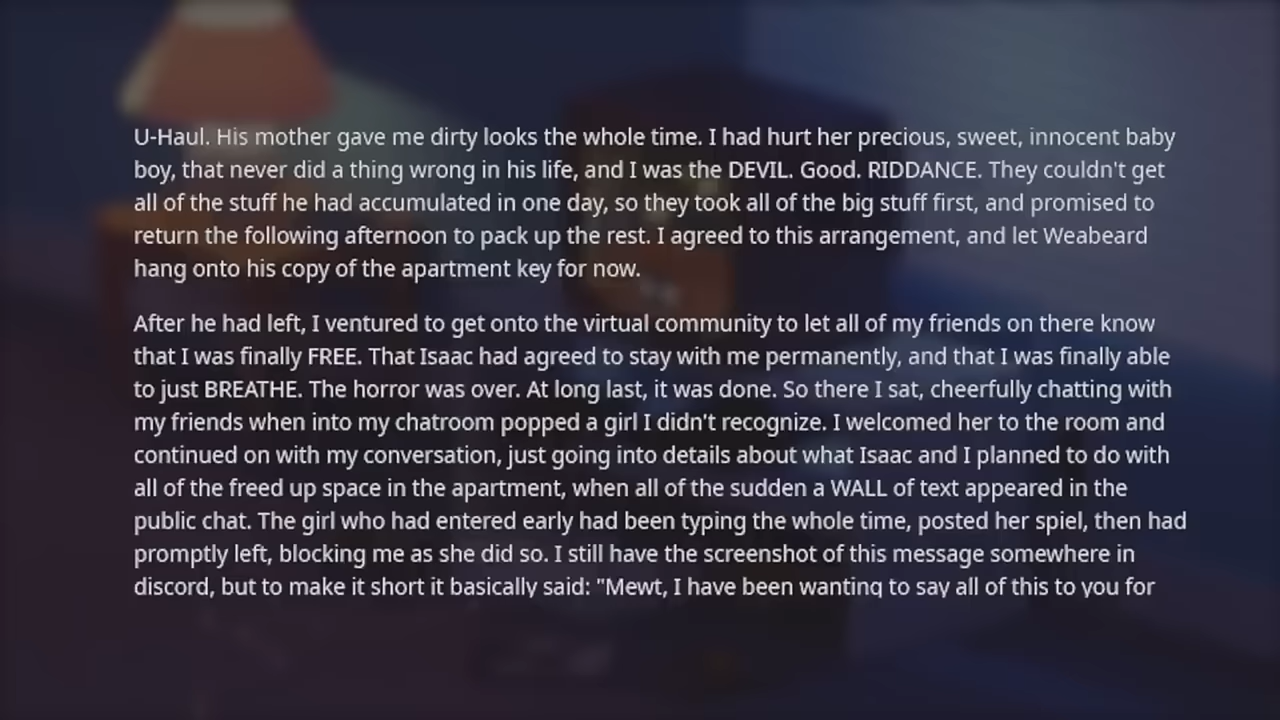 U-Haul. His mother gave me dirty looks the whole time. I had hurt her precious, sweet, innocent baby
boy, that never did a thing wrong in his life, and I was the DEVIL. Good. RIDDANCE. They couldn't get
all of the stuff he had accumulated in one day, so they took all of the big stuff first, and promised to
return the following afternoon to pack up the rest. I agreed to this arrangement, and let Weabeard
hang onto his copy of the apartment key for now.
After he had left, I ventured to get onto the virtual community to let all of my friends on there know
that I was finally FREE. That Isaac had agreed to stay with me permanently, and that I was finally able
to just BREATHE. The horror was over. At long last, it was done. So there I sat, cheerfully chatting with
my friends when into my chatroom popped a girl I didn't recognize. I welcomed her to the room and
continued on with my conversation, just going into details about what Isaac and I planned to do with
all of the freed up space in the apartment, when all of the sudden a WALL of text appeared in the
public chat. The girl who had entered early had been typing the whole time, posted her spiel, then had
promptly left, blocking me as she did so. I still have the screenshot of this message somewhere in
discord, but to make it short it basically said: "Mewt, I have been wanting to say all of this to you for